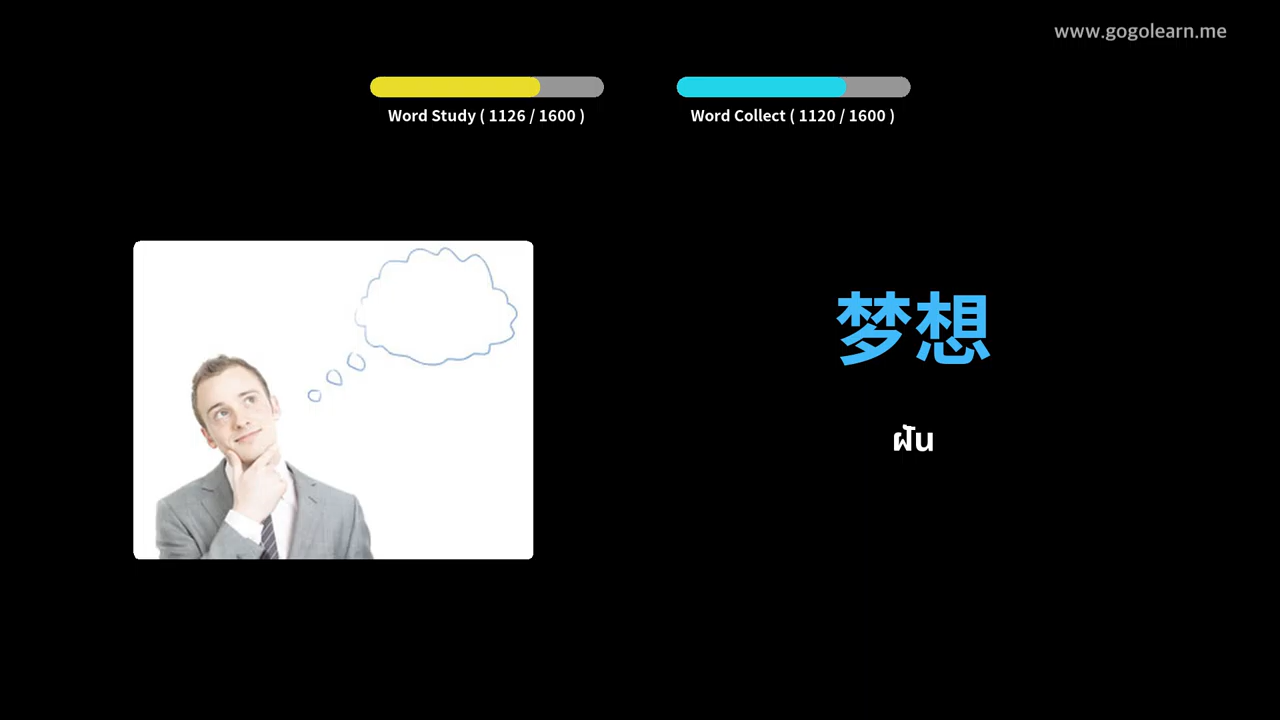 www.gogolearn.me
Word Study ( 1126 / 1600 )
Word Collect ( 1120 / 1600 )
梦想
ฝัน